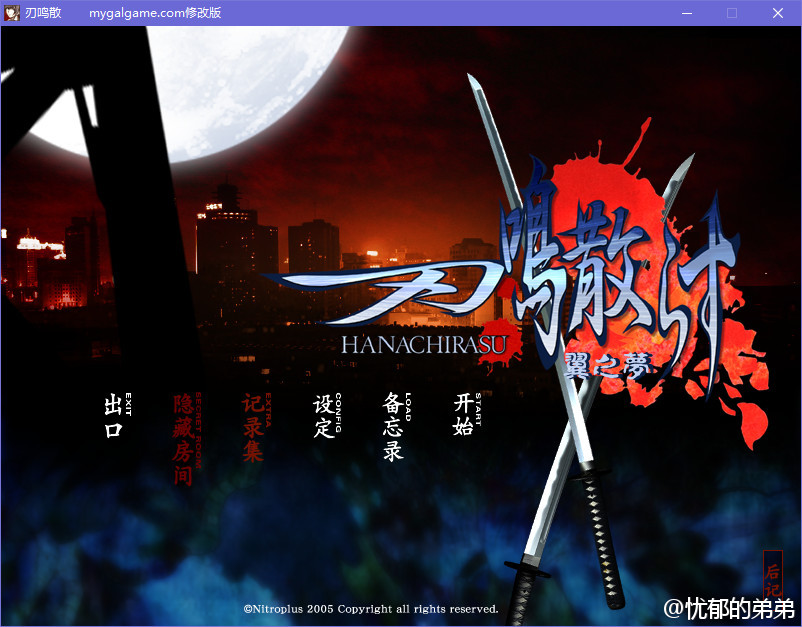 刃鸣散 mygalgame.com修改版
刃鳴散らす
HANACHIRASU
翼之夢
START
开始
LOAD
备忘录
CONFIG
设定
EXTRA
记录集
SECRET ROOM
隐藏房间
EXIT
出口
后记
©Nitroplus 2005 Copyright all rights reserved.
@忧郁的弟弟